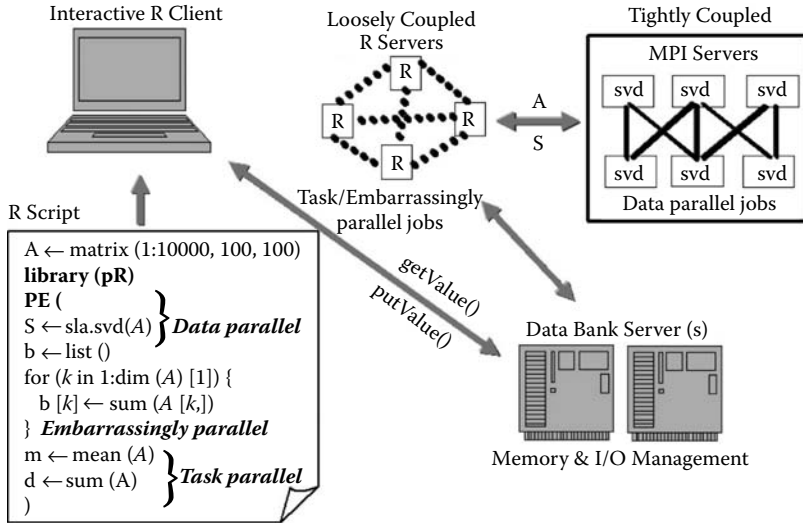 Interactive R Client
Loosely Coupled
R Servers
R
R
R
R
Task/Embarrassingly
parallel jobs
A
S
Tightly Coupled
MPI Servers
svd svd svd
svd svd svd
Data parallel jobs
R Script
A ← matrix (1:10000, 100, 100)
library (pR)
PE (
S ← sla.svd(A)
b ← list ()
} Data parallel
for (k in 1:dim (A) [1]) {
b [k] ← sum (A [k,])
} Embarrassingly parallel
m ← mean (A)
d ← sum (A)
} Task parallel
)
getValue()
putValue()
Data Bank Server (s)
Memory & I/O Management